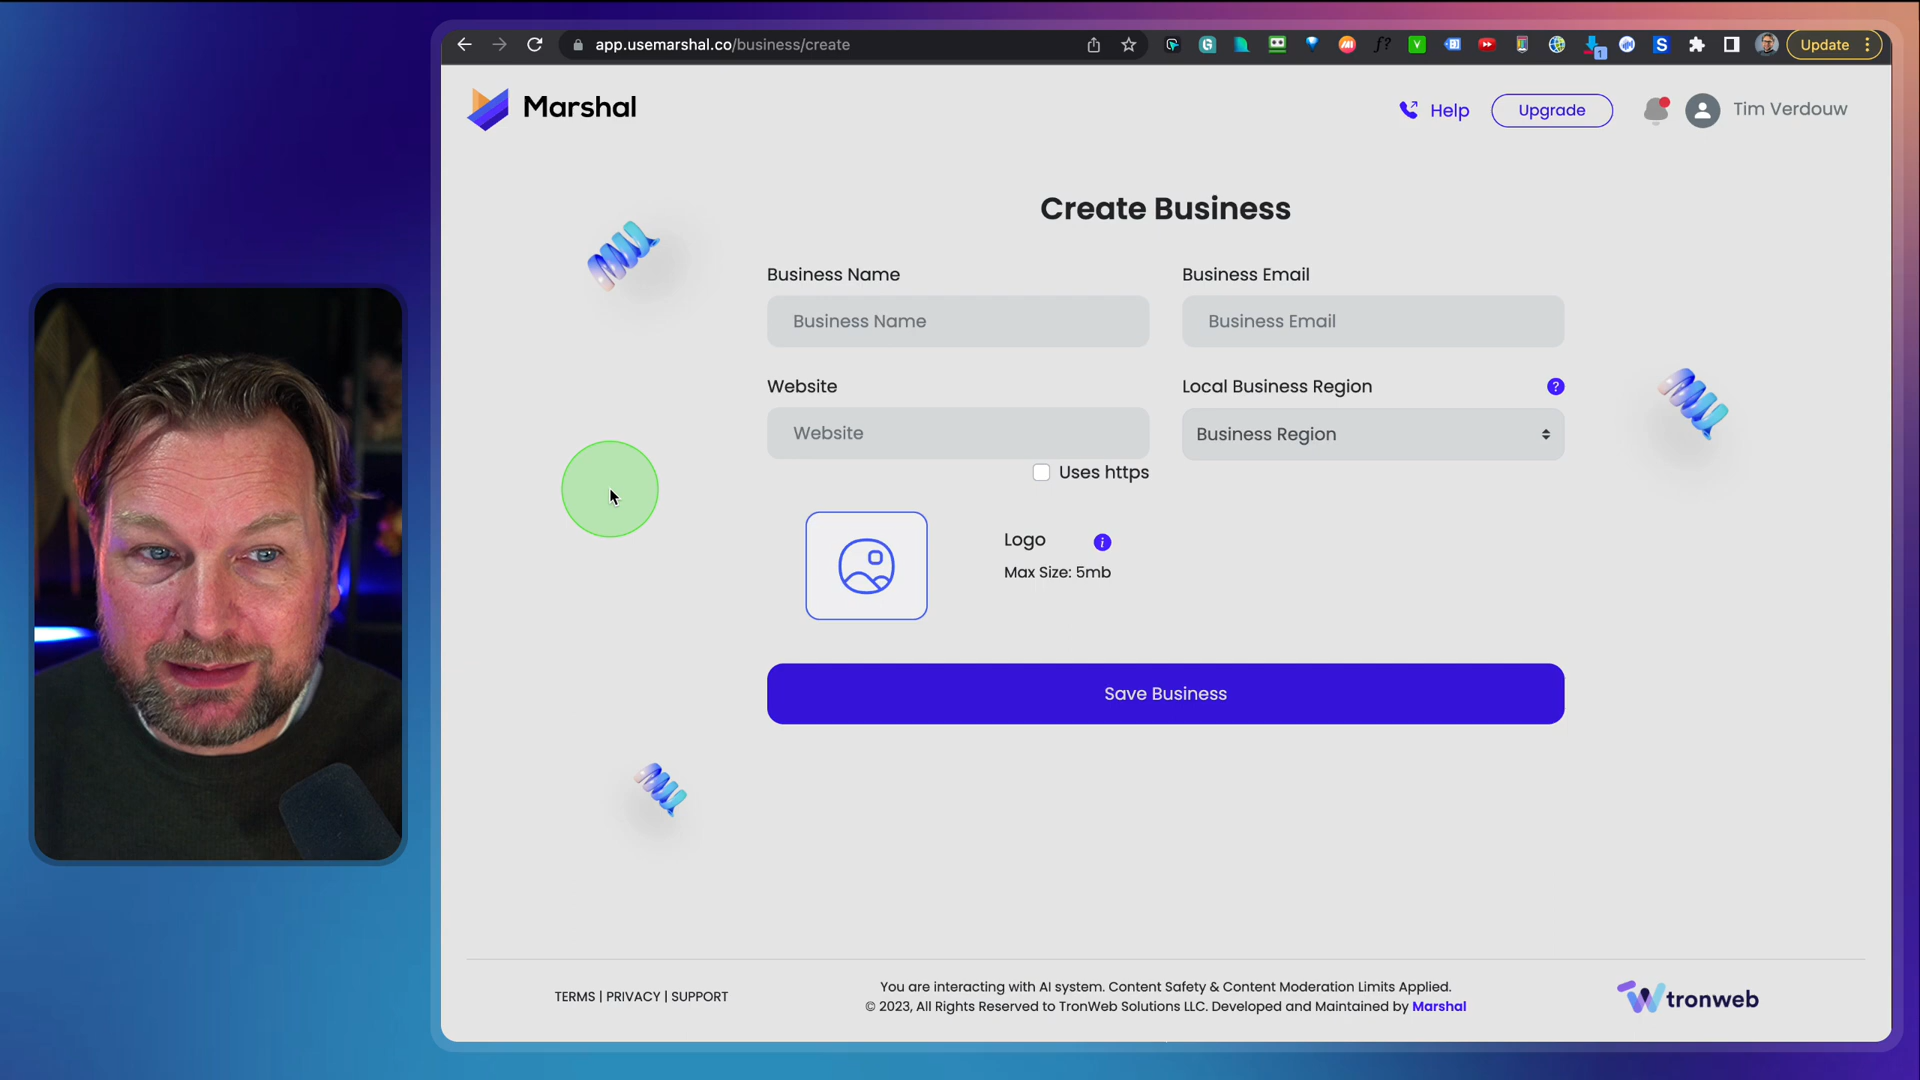 app.usemarshal.co/business/create
Update
1
Marshal
Help
Upgrade
Tim Verdouw
Create Business
Business Name
Business Email
Business Name
Business Email
Website
Local Business Region
?
Website
Business Region
Uses https
Logo
i
Max Size: 5mb
Save Business
TERMS | PRIVACY | SUPPORT
You are interacting with AI system. Content Safety & Content Moderation Limits Applied.
© 2023, All Rights Reserved to TronWeb Solutions LLC. Developed and Maintained by Marshal
tronweb